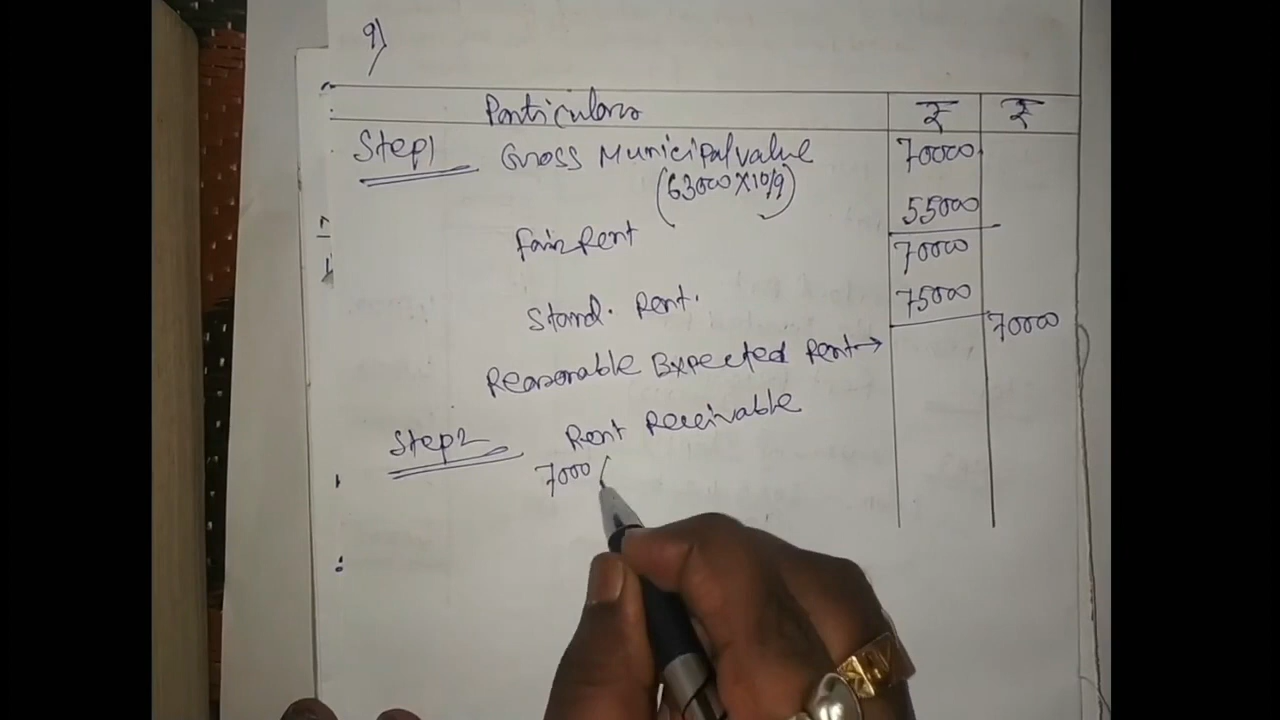 9)
Particulars ₹ ₹
Step1 Gross Municipal value 70000
(63000 X 10/9)
Fair Rent 55000
70000
Stand. Rent. 75000
Reasonable Expected Rent → 70000
Step2 Rent Receivable
7000 (